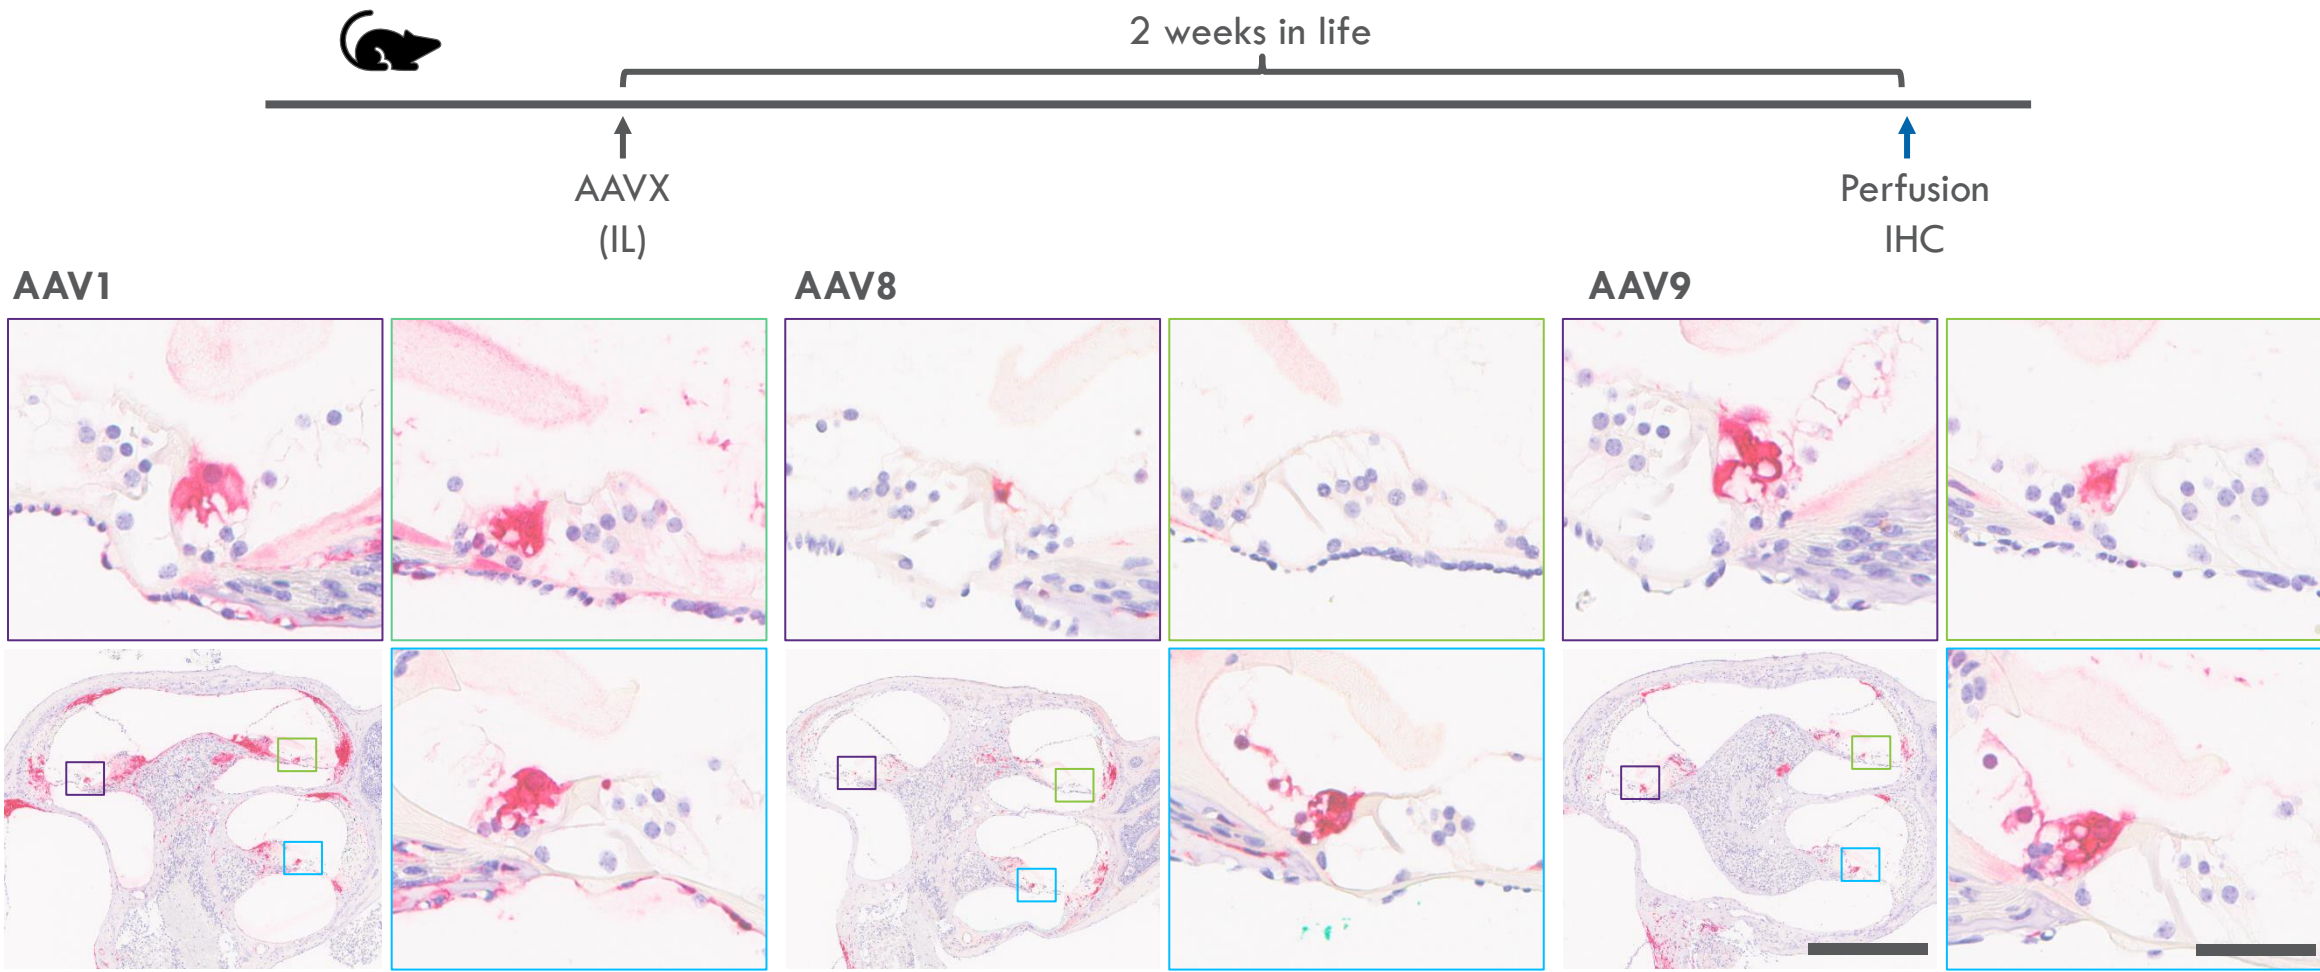 2 weeks in life
AAVX
(IL)
Perfusion
IHC
AAV1
AAV8
AAV9